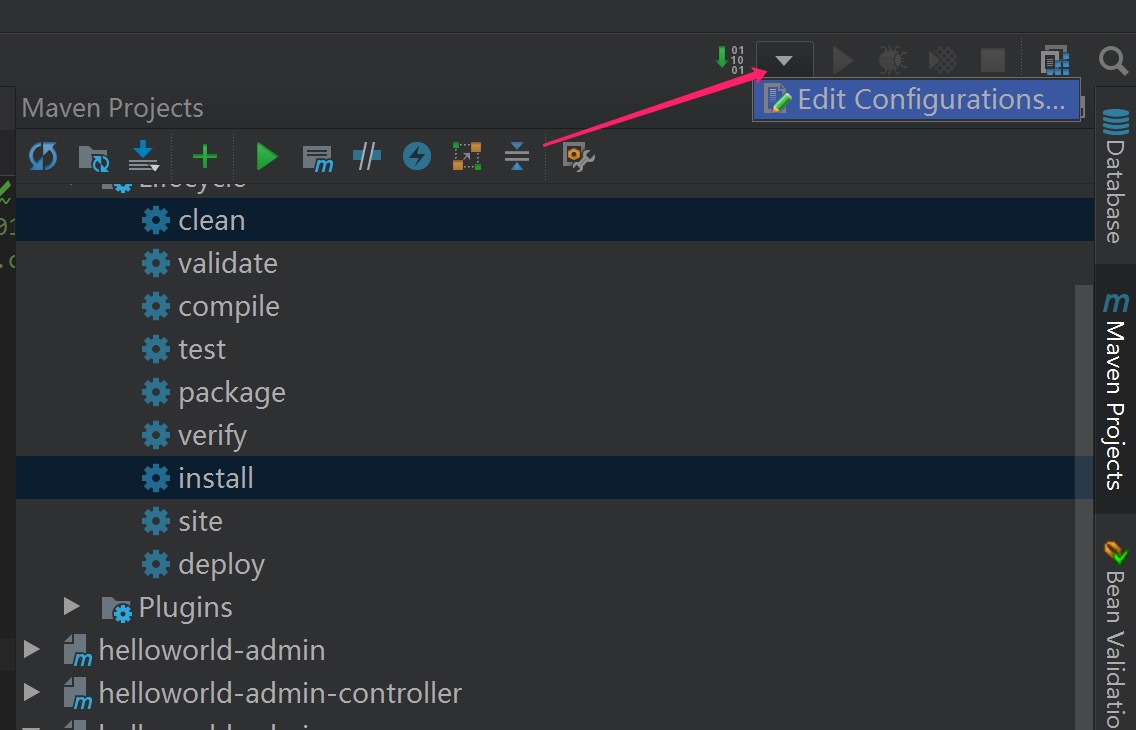 Edit Configurations...
Maven Projects
Lifecycle
clean
validate
compile
test
package
verify
install
site
deploy
Plugins
helloworld-admin
helloworld-admin-controller
Database
Maven Projects
Bean Validatio